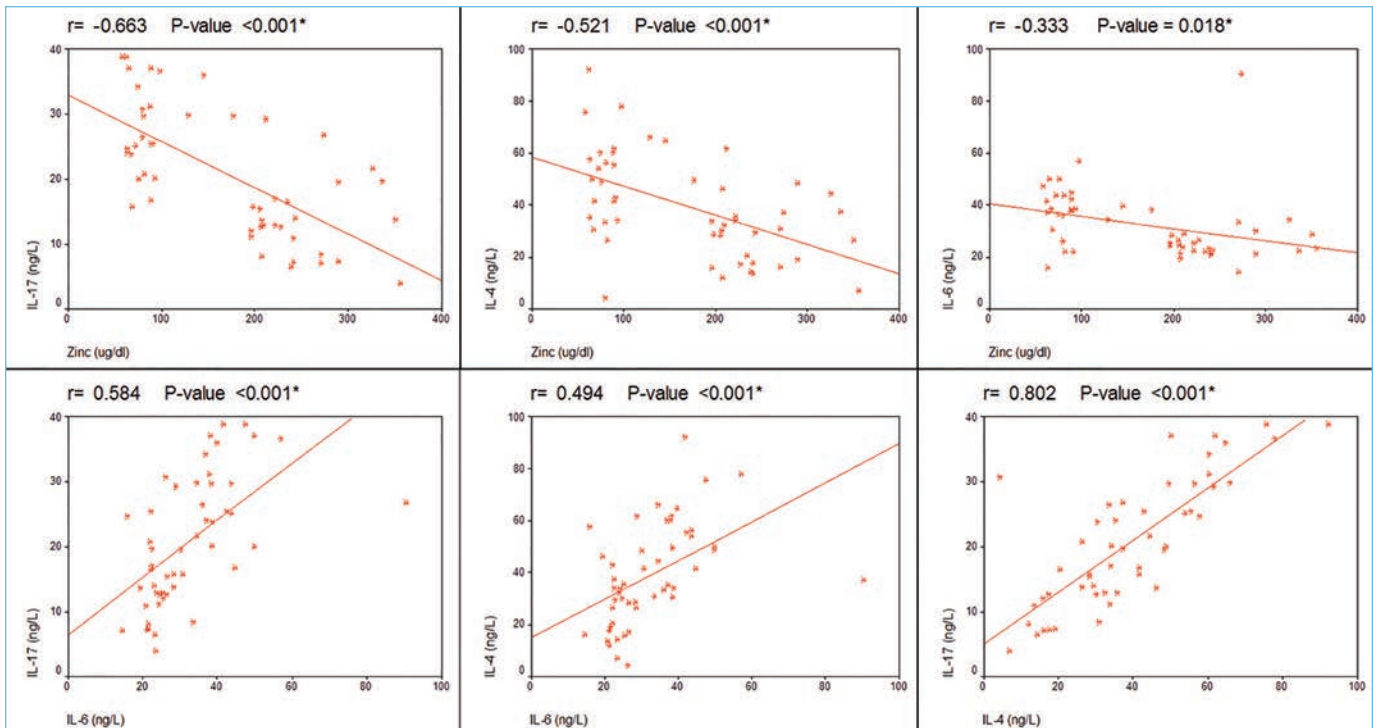 r= -0.663 P-value <0.001*
40
30
20
10
0
IL-17 (ng/L)
0 100 200 300 400
Zinc (ug/dl)
r= -0.521 P-value <0.001*
100
80
60
40
20
0
IL-4 (ng/L)
0 100 200 300 400
Zinc (ug/dl)
r= -0.333 P-value = 0.018*
100
80
60
40
20
0
IL-6 (ng/L)
0 100 200 300 400
Zinc (ug/dl)
r= 0.584 P-value <0.001*
40
30
20
10
0
IL-17 (ng/L)
0 20 40 60 80 100
IL-6 (ng/L)
r= 0.494 P-value <0.001*
100
80
60
40
20
0
IL-4 (ng/L)
0 20 40 60 80 100
IL-6 (ng/L)
r= 0.802 P-value <0.001*
40
30
20
10
0
IL-17 (ng/L)
0 20 40 60 80 100
IL-4 (ng/L)